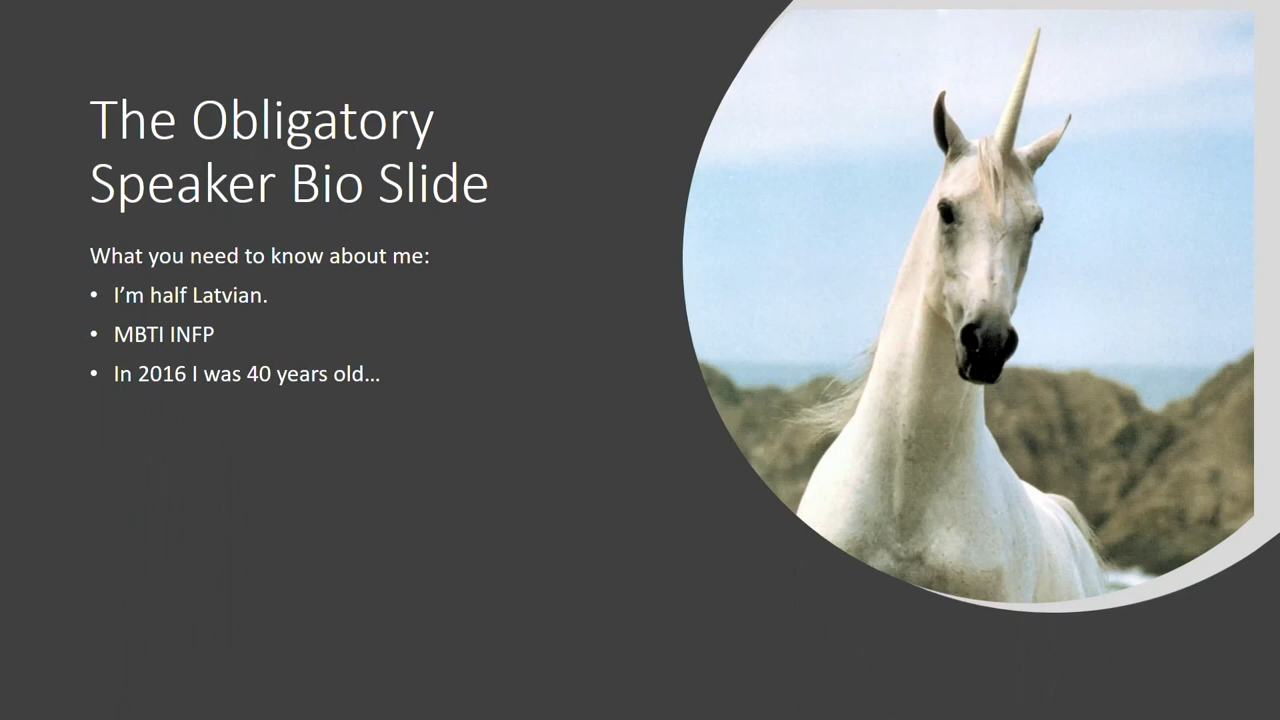 The Obligatory
Speaker Bio Slide
What you need to know about me:
• I’m half Latvian.
• MBTI INFP
• In 2016 I was 40 years old…